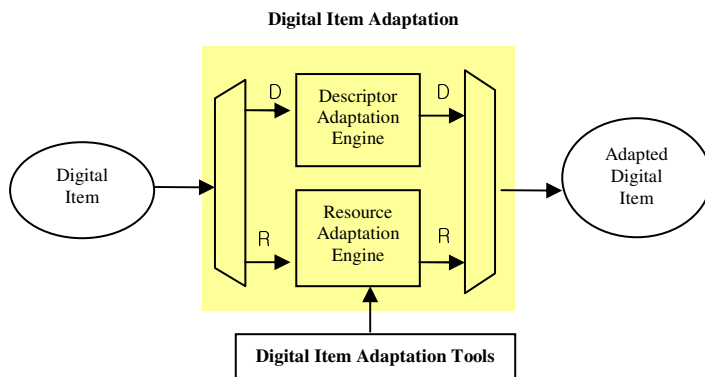 Digital Item Adaptation
D
Descriptor
Adaptation
Engine
D
Digital
Item
Adapted
Digital
Item
R
Resource
Adaptation
Engine
R
Digital Item Adaptation Tools